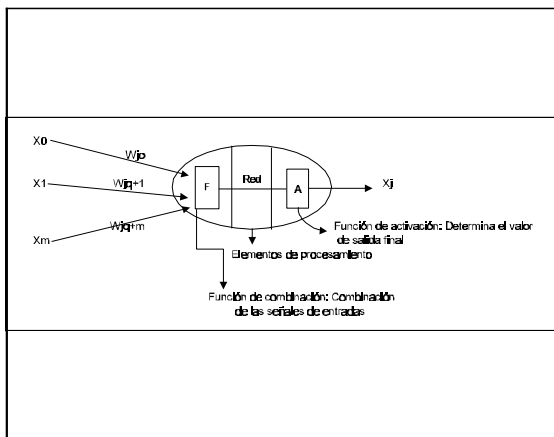 X0
Wjo
X1
Wjq+1
Xm
Wjq+m
F
Red
A
Xj
Función de activación: Determina el valor
de salida final
Elementos de procesamiento
Función de combinación: Combinación
de las señales de entradas